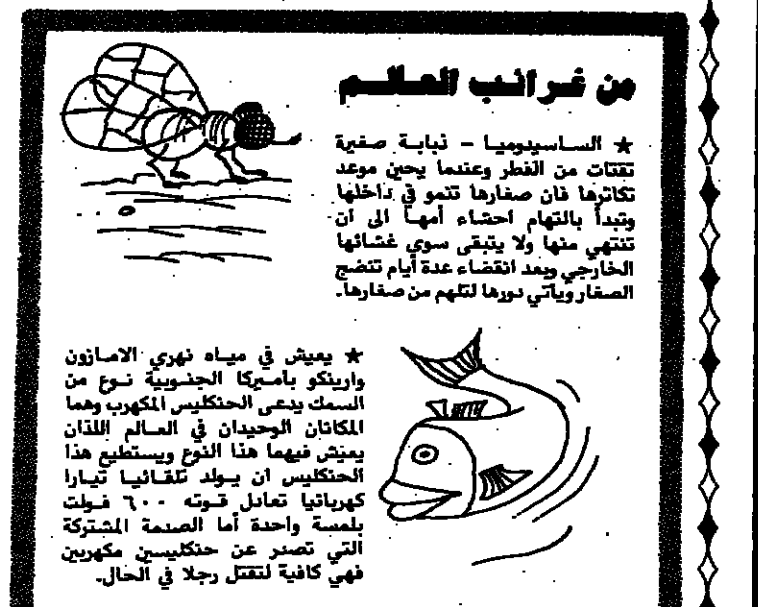 من غرائب العالم
★ الساسيدوميا - ذبابة صغيرة
تقتات من الفطر وعندما يحين موعد
تكاثرها فان صغارها تنمو في داخلها
وتبدأ بالتهام احشاء أمها الى ان
تنتهي منها ولا يتبقى سوى غشائها
الخارجي وبعد انقضاء عدة أيام تنضج
الصغار ويأتي دورها لتلهم من صغارها.
★ يعيش في مياه نهري الامازون
وارينكو بأميركا الجنوبية نوع من
السمك يدعى الحنكليس المكهرب وهما
المكانان الوحيدان في العالم اللذان
يعيش فيهما هذا النوع ويستطيع هذا
الحنكليس ان يولد تلقائيا تيارا
كهربائيا تعادل قوته ٦٠٠ فولت
بلمسة واحدة أما الصدمة المشتركة
التي تصدر عن حنكليسين مكهربين
فهي كافية لتقتل رجلا في الحال.